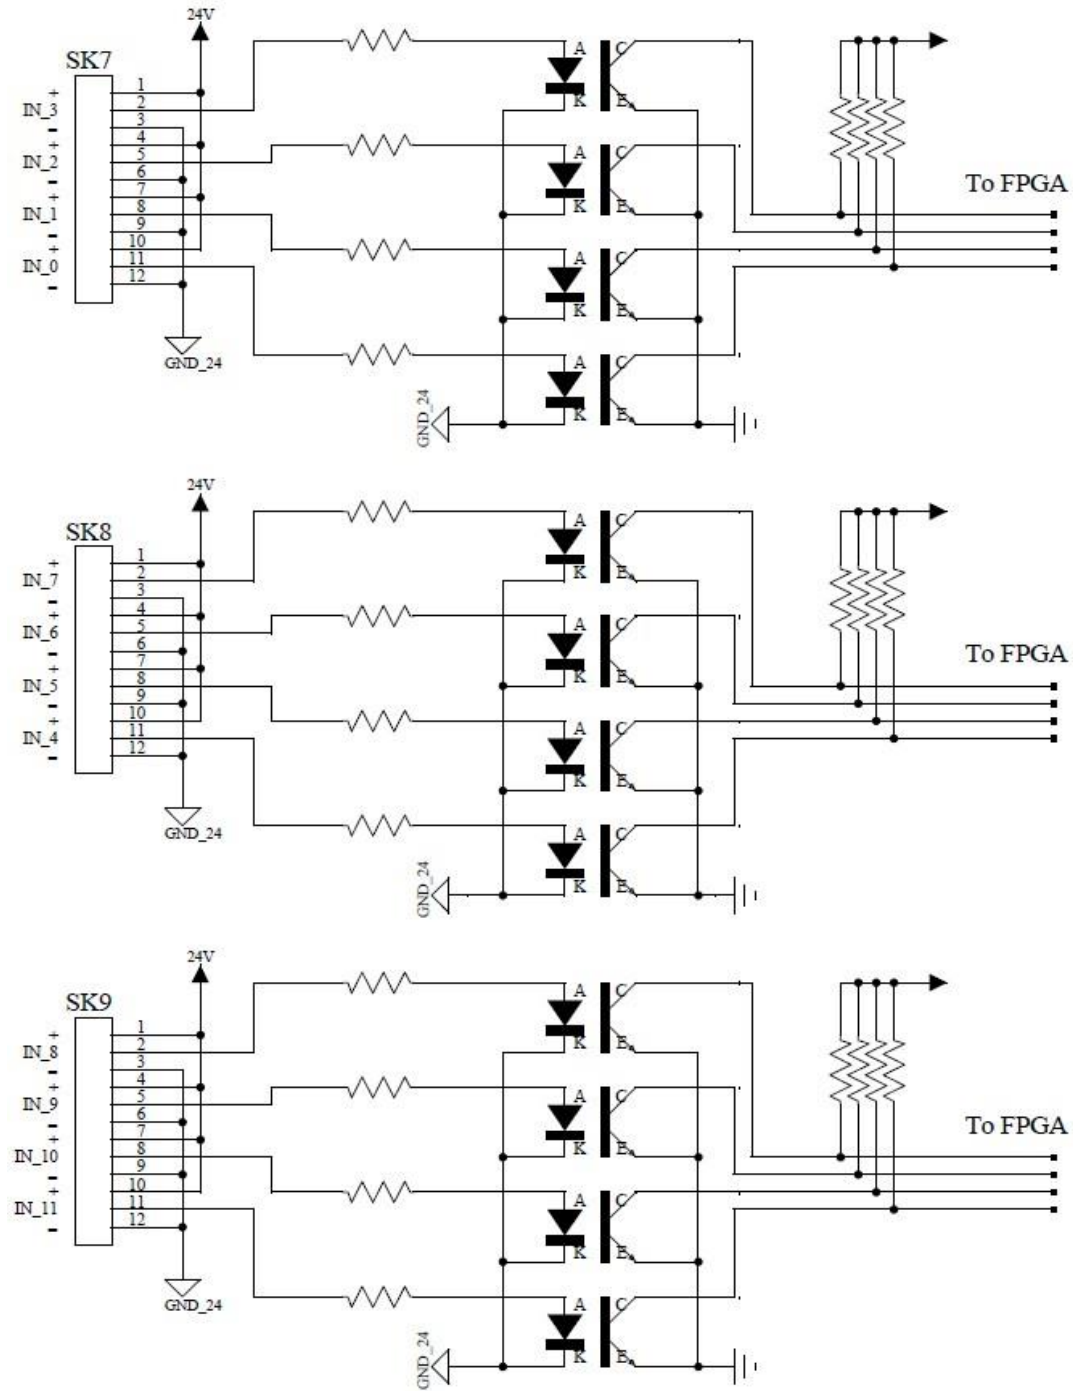 24V
SK7
+ 1
IN_3 2
- 3
+ 4
IN_2 5
- 6
+ 7
IN_1 8
- 9
+ 10
IN_0 11
- 12
GND_24
A C
K E
A C
K E
A C
K E
A C
K E
GND_24
To FPGA
24V
SK8
+ 1
IN_7 2
- 3
+ 4
IN_6 5
- 6
+ 7
IN_5 8
- 9
+ 10
IN_4 11
- 12
GND_24
A C
K E
A C
K E
A C
K E
A C
K E
GND_24
To FPGA
24V
SK9
+ 1
IN_8 2
- 3
+ 4
IN_9 5
- 6
+ 7
IN_10 8
- 9
+ 10
IN_11 11
- 12
GND_24
A C
K E
A C
K E
A C
K E
A C
K E
GND_24
To FPGA